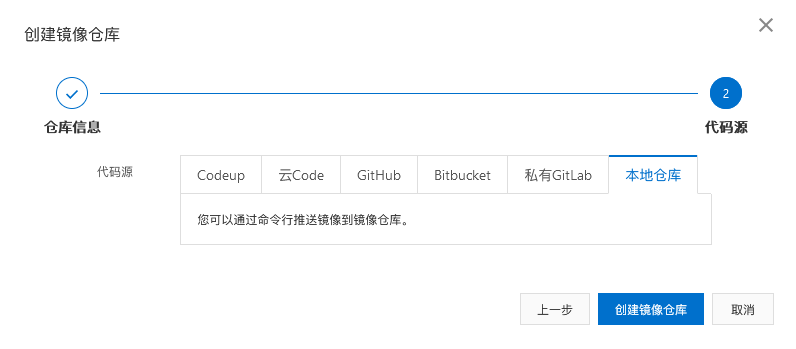 创建镜像仓库
2
仓库信息
代码源
代码源
Codeup
云Code
GitHub
Bitbucket
私有GitLab
本地仓库
您可以通过命令行推送镜像到镜像仓库。
上一步
创建镜像仓库
取消